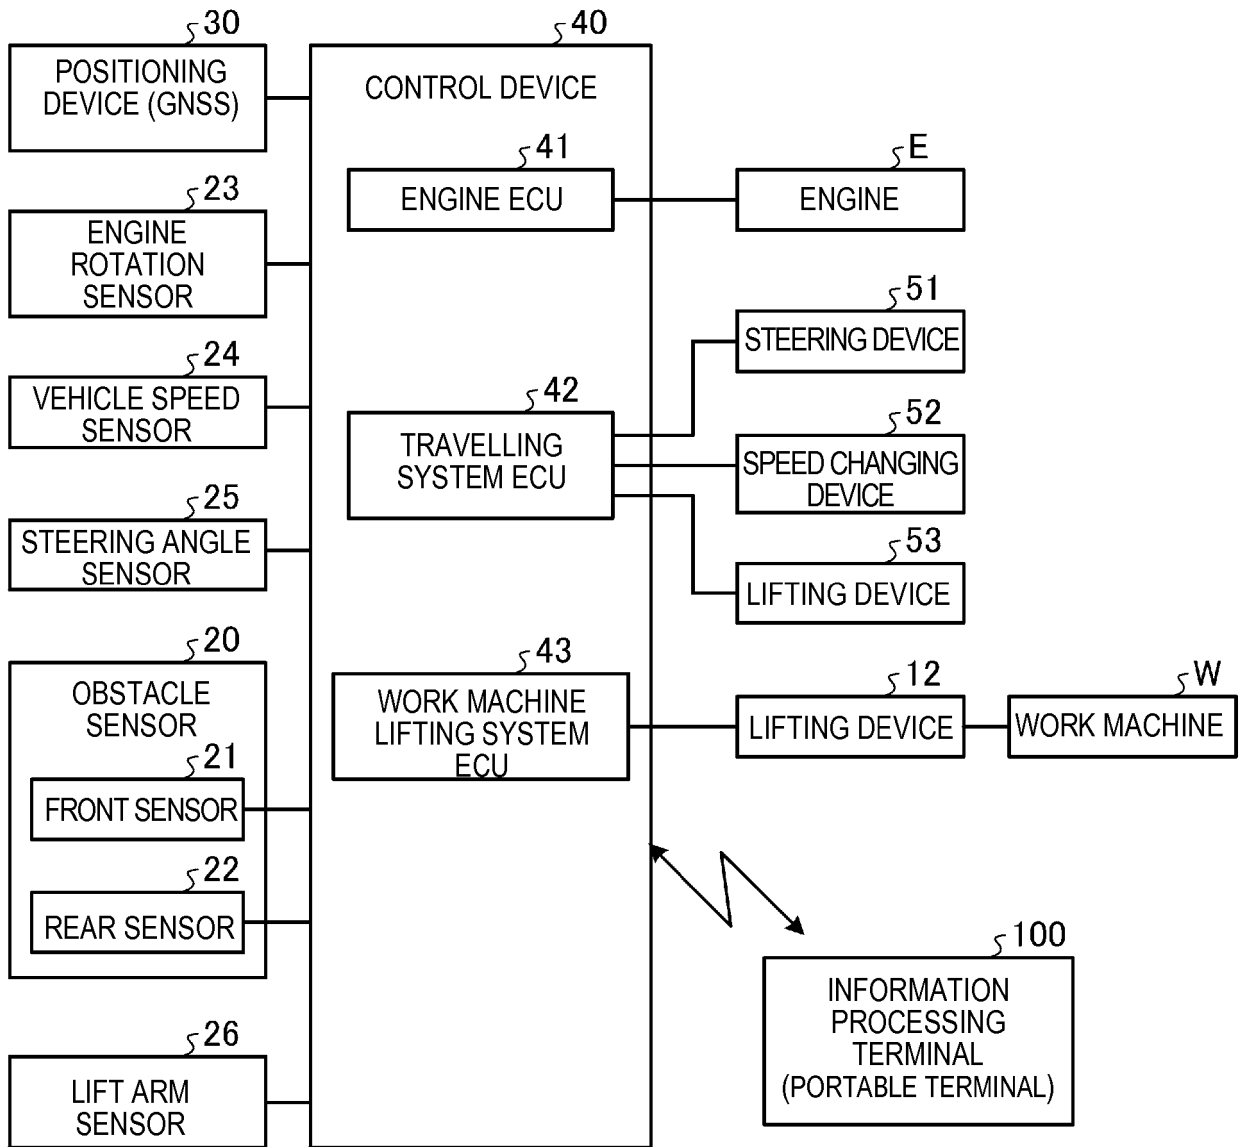 30
POSITIONING
DEVICE (GNSS)
23
ENGINE
ROTATION
SENSOR
24
VEHICLE SPEED
SENSOR
25
STEERING ANGLE
SENSOR
20
OBSTACLE
SENSOR
21
FRONT SENSOR
22
REAR SENSOR
26
LIFT ARM
SENSOR
40
CONTROL DEVICE
41
ENGINE ECU
42
TRAVELLING
SYSTEM ECU
43
WORK MACHINE
LIFTING SYSTEM
ECU
E
ENGINE
51
STEERING DEVICE
52
SPEED CHANGING
DEVICE
53
LIFTING DEVICE
12
LIFTING DEVICE
W
WORK MACHINE
100
INFORMATION
PROCESSING
TERMINAL
(PORTABLE TERMINAL)